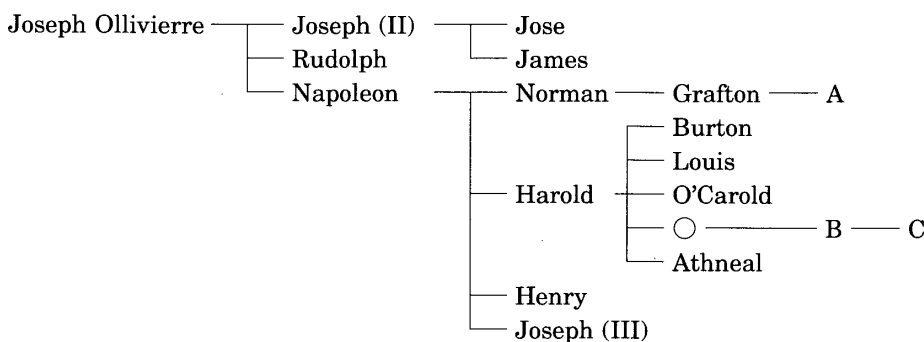 Joseph Ollivierre Joseph (II) Jose
Rudolph James
Napoleon Norman Grafton A
Burton
Louis
Harold O'Carold
B C
Athneal
Henry
Joseph (III)